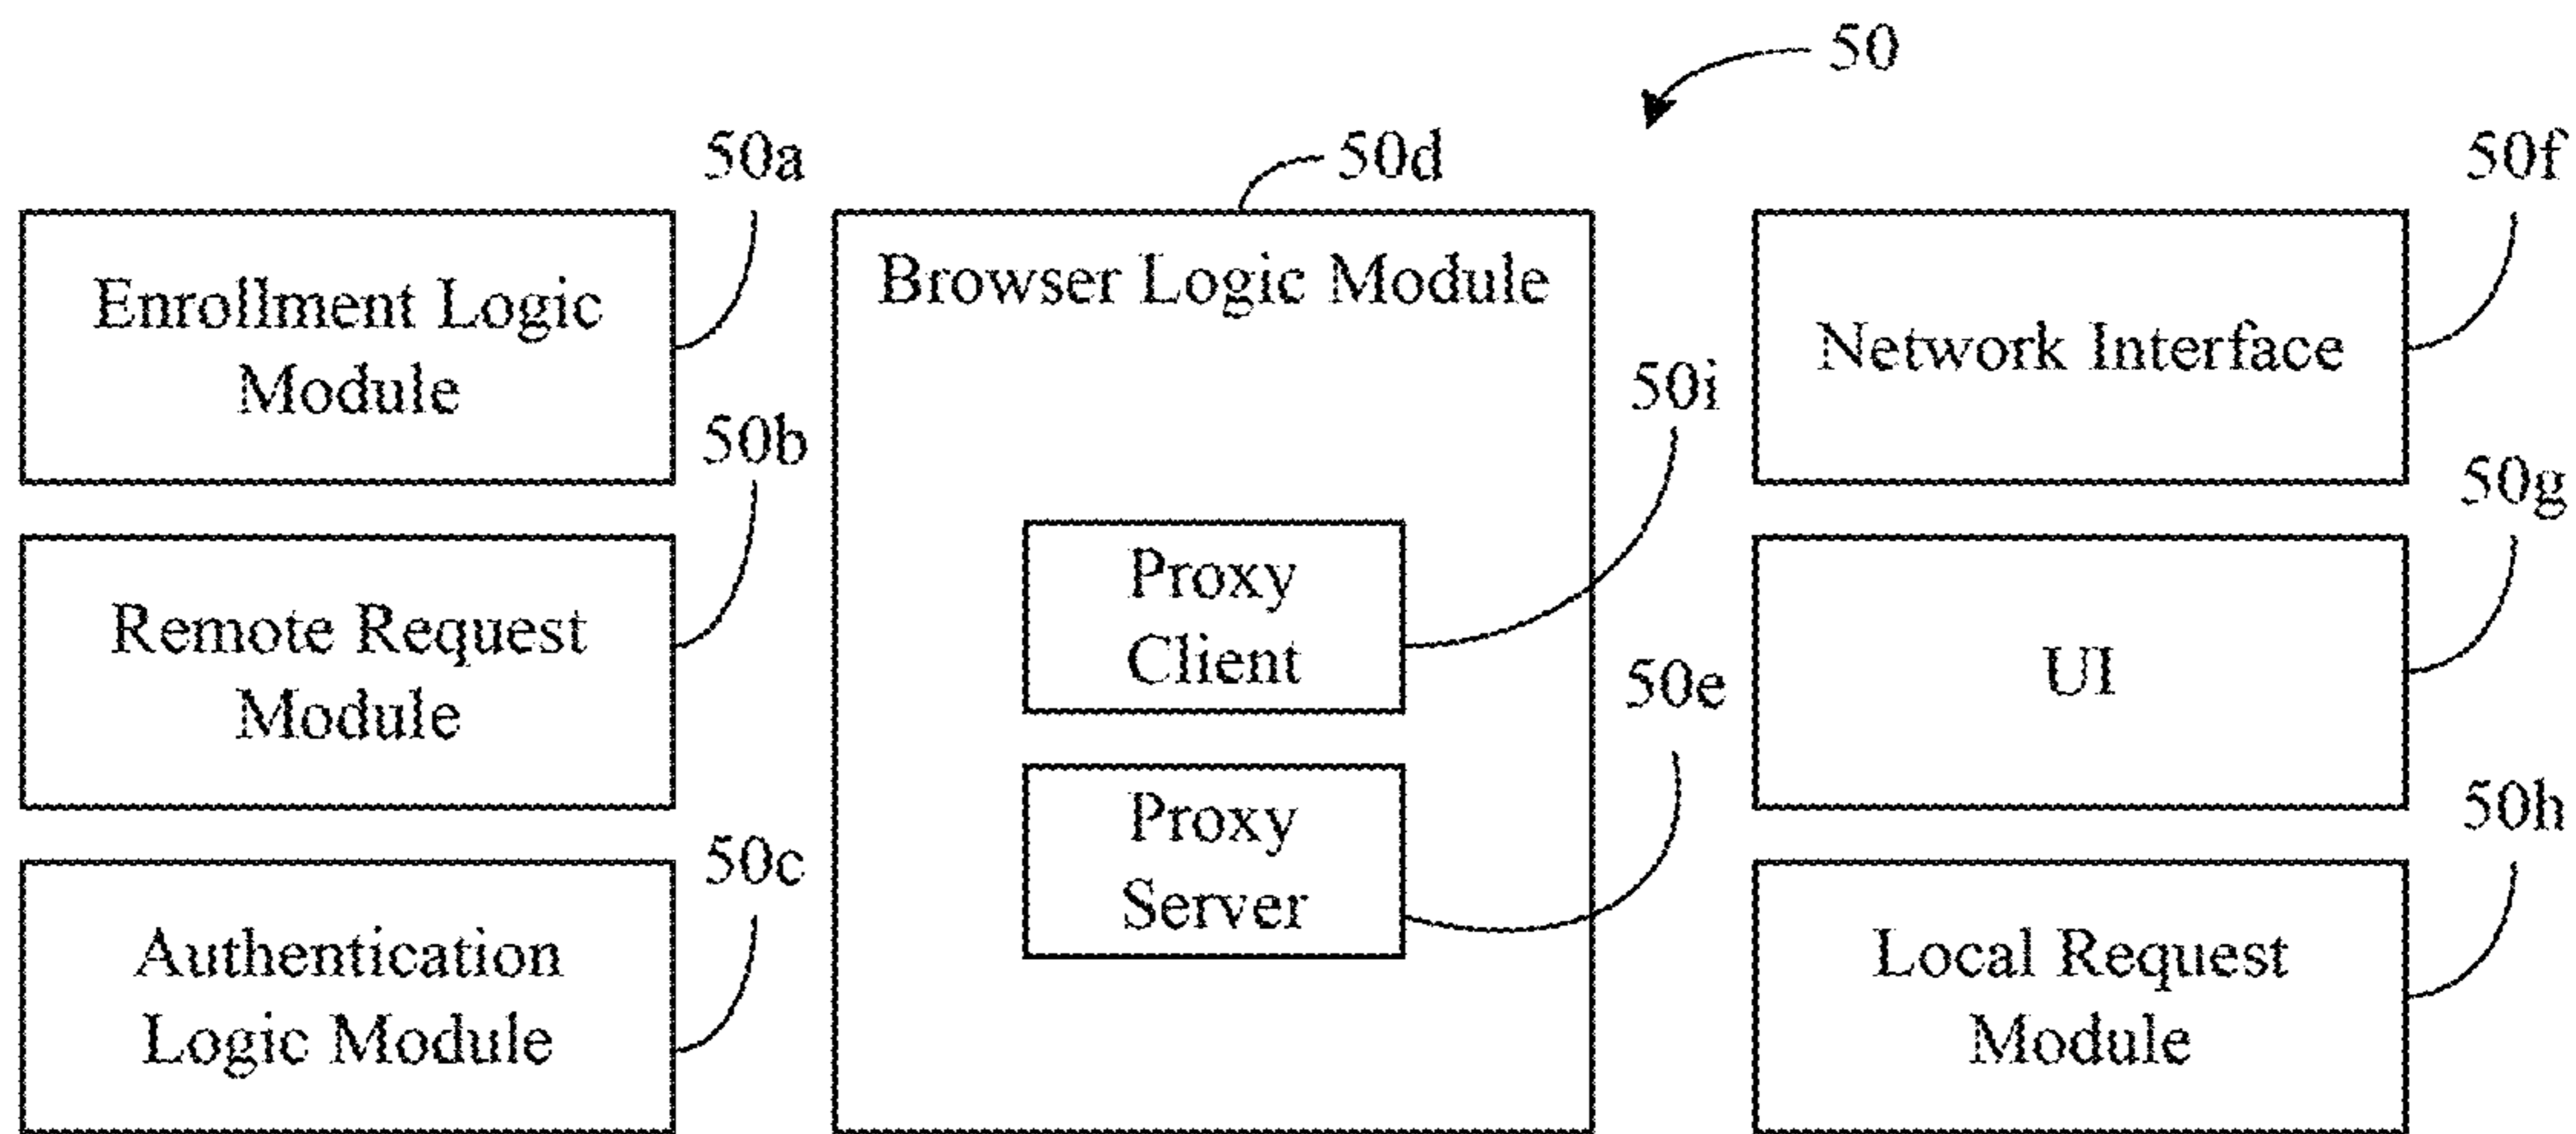 50
50a
50d
50f
Enrollment Logic
Module
Browser Logic Module
Network Interface
50b
50i
50g
Remote Request
Module
Proxy
Client
UI
50c
50e
50h
Authentication
Logic Module
Proxy
Server
Local Request
Module